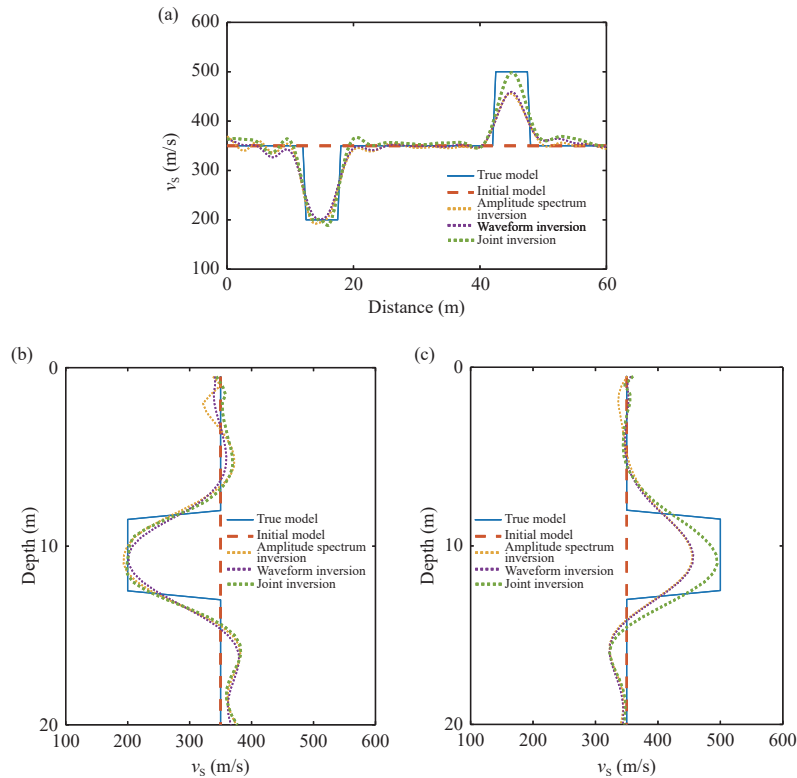 (a)
600
500
400
300
200
100
v_S (m/s)
True model
Initial model
Amplitude spectrum
inversion
Waveform inversion
Joint inversion
0
20
40
60
Distance (m)
(b)
0
10
20
Depth (m)
True model
Initial model
Amplitude spectrum
inversion
Waveform inversion
Joint inversion
100
200
300
400
500
600
v_S (m/s)
(c)
0
10
20
Depth (m)
True model
Initial model
Amplitude spectrum
inversion
Waveform inversion
Joint inversion
100
200
300
400
500
600
v_S (m/s)